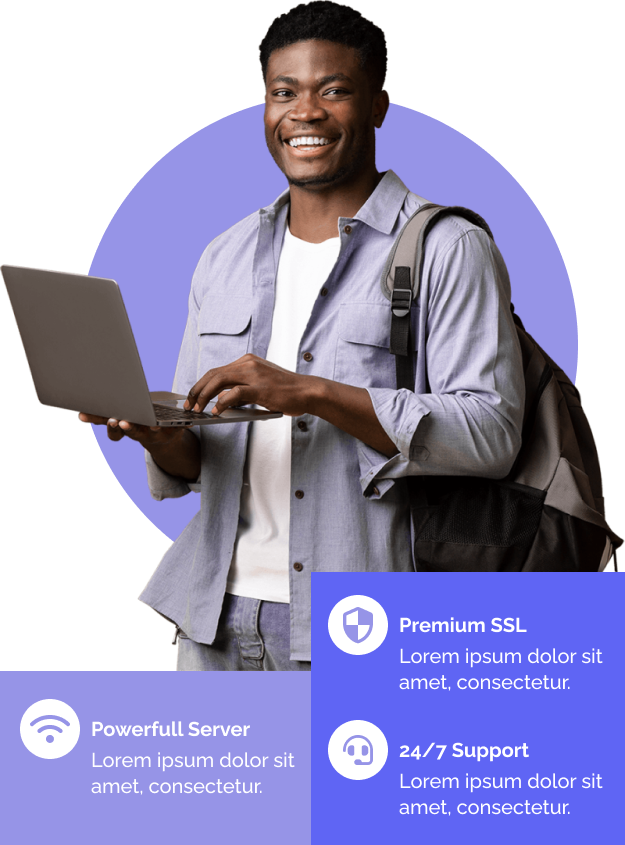 Premium SSL
Lorem ipsum dolor sit
amet, consectetur.
Powerfull Server
Lorem ipsum dolor sit
amet, consectetur.
24/7 Support
Lorem ipsum dolor sit
amet, consectetur.